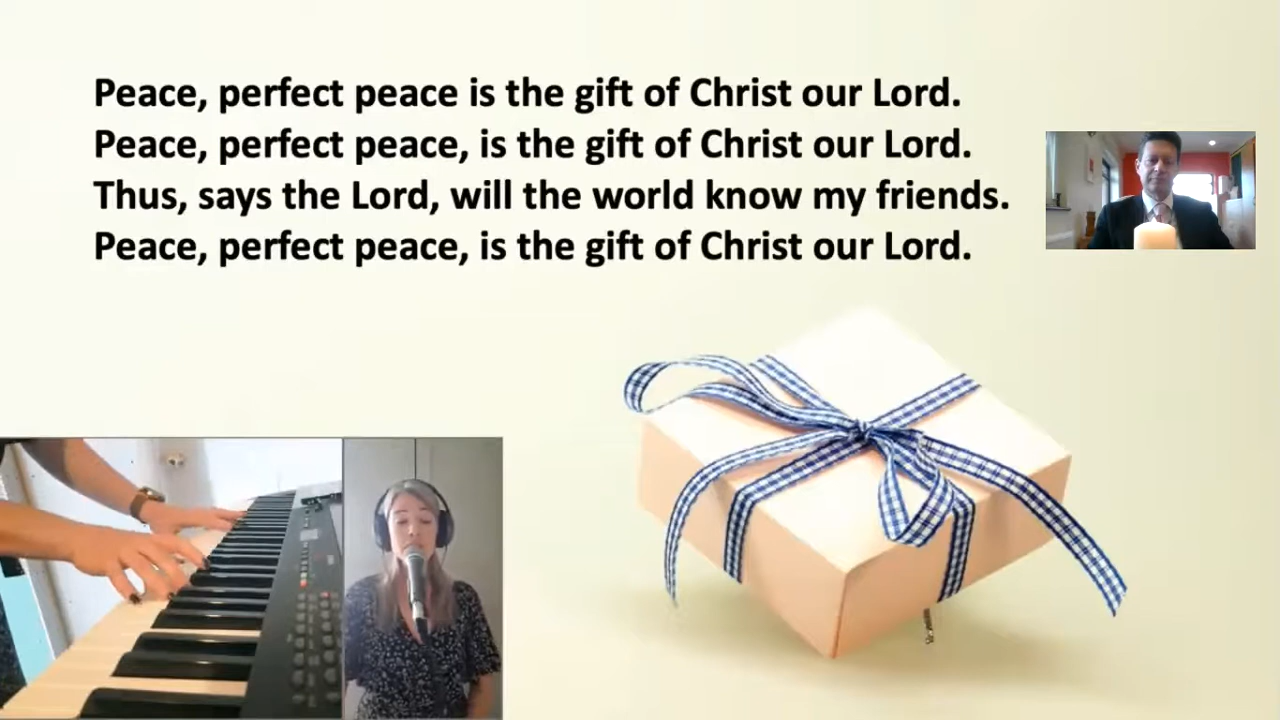 Peace, perfect peace is the gift of Christ our Lord.
Peace, perfect peace, is the gift of Christ our Lord.
Thus, says the Lord, will the world know my friends.
Peace, perfect peace, is the gift of Christ our Lord.